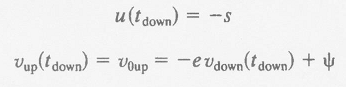 u(t_down) = −s
v_up(t_down) = v_0up = −e v_down(t_down) + ψ